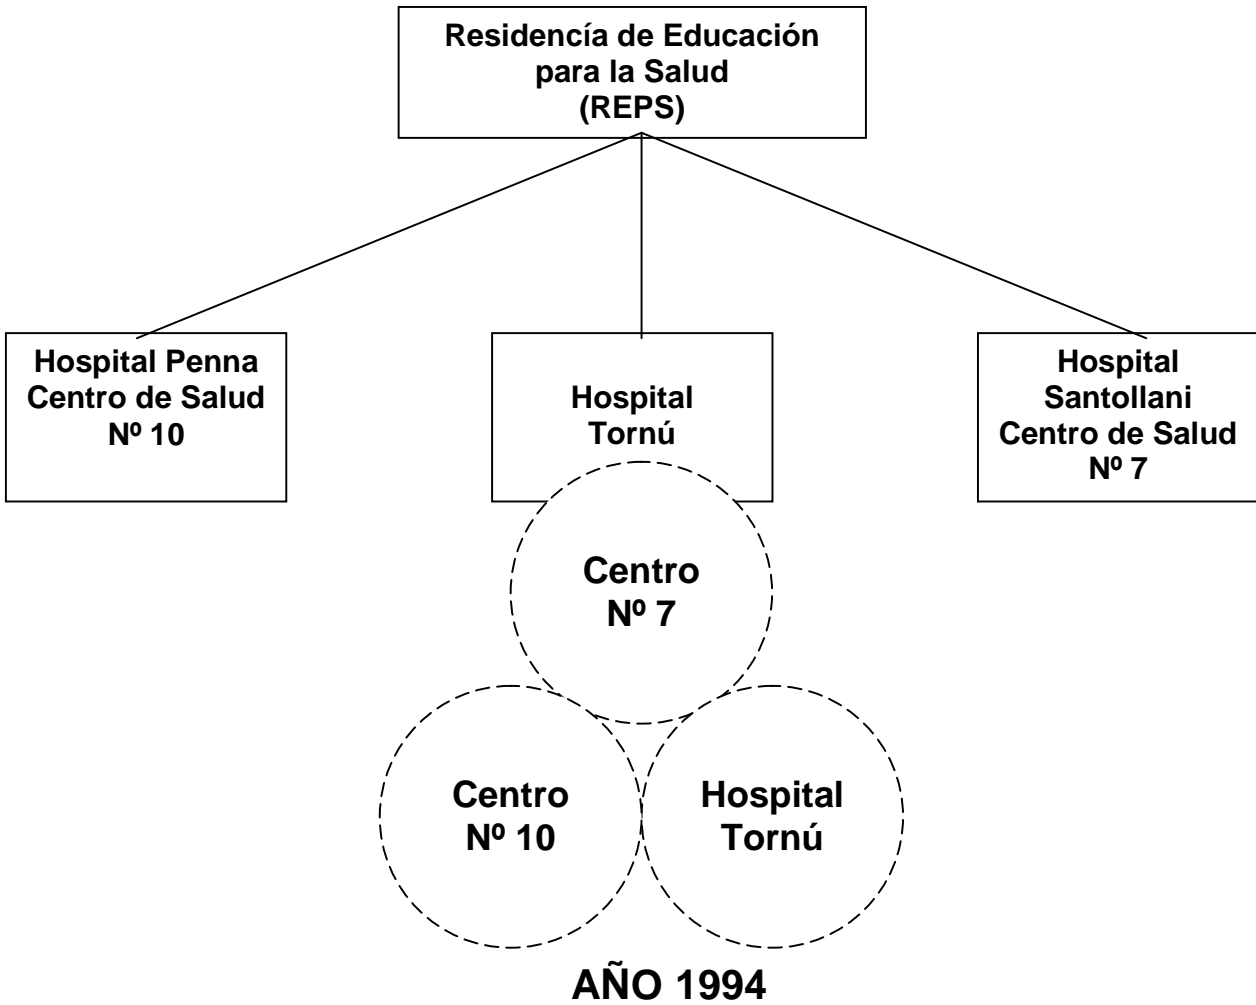 Residencía de Educación
para la Salud
(REPS)
Hospital Penna
Centro de Salud
Nº 10
Hospital
Tornú
Hospital
Santollani
Centro de Salud
Nº 7
Centro
Nº 7
Centro
Nº 10
Hospital
Tornú
AÑO 1994